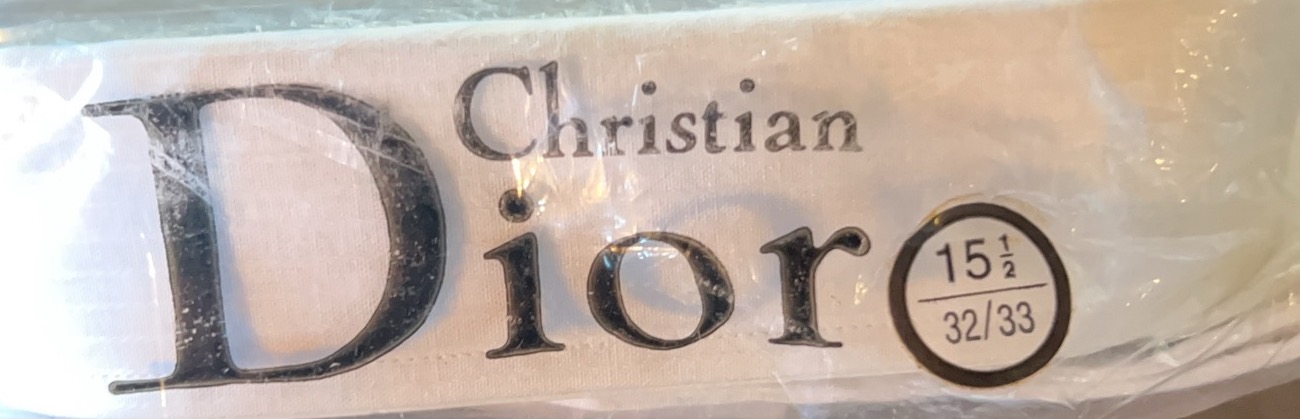 Christian
Dior
15 1/2
32/33